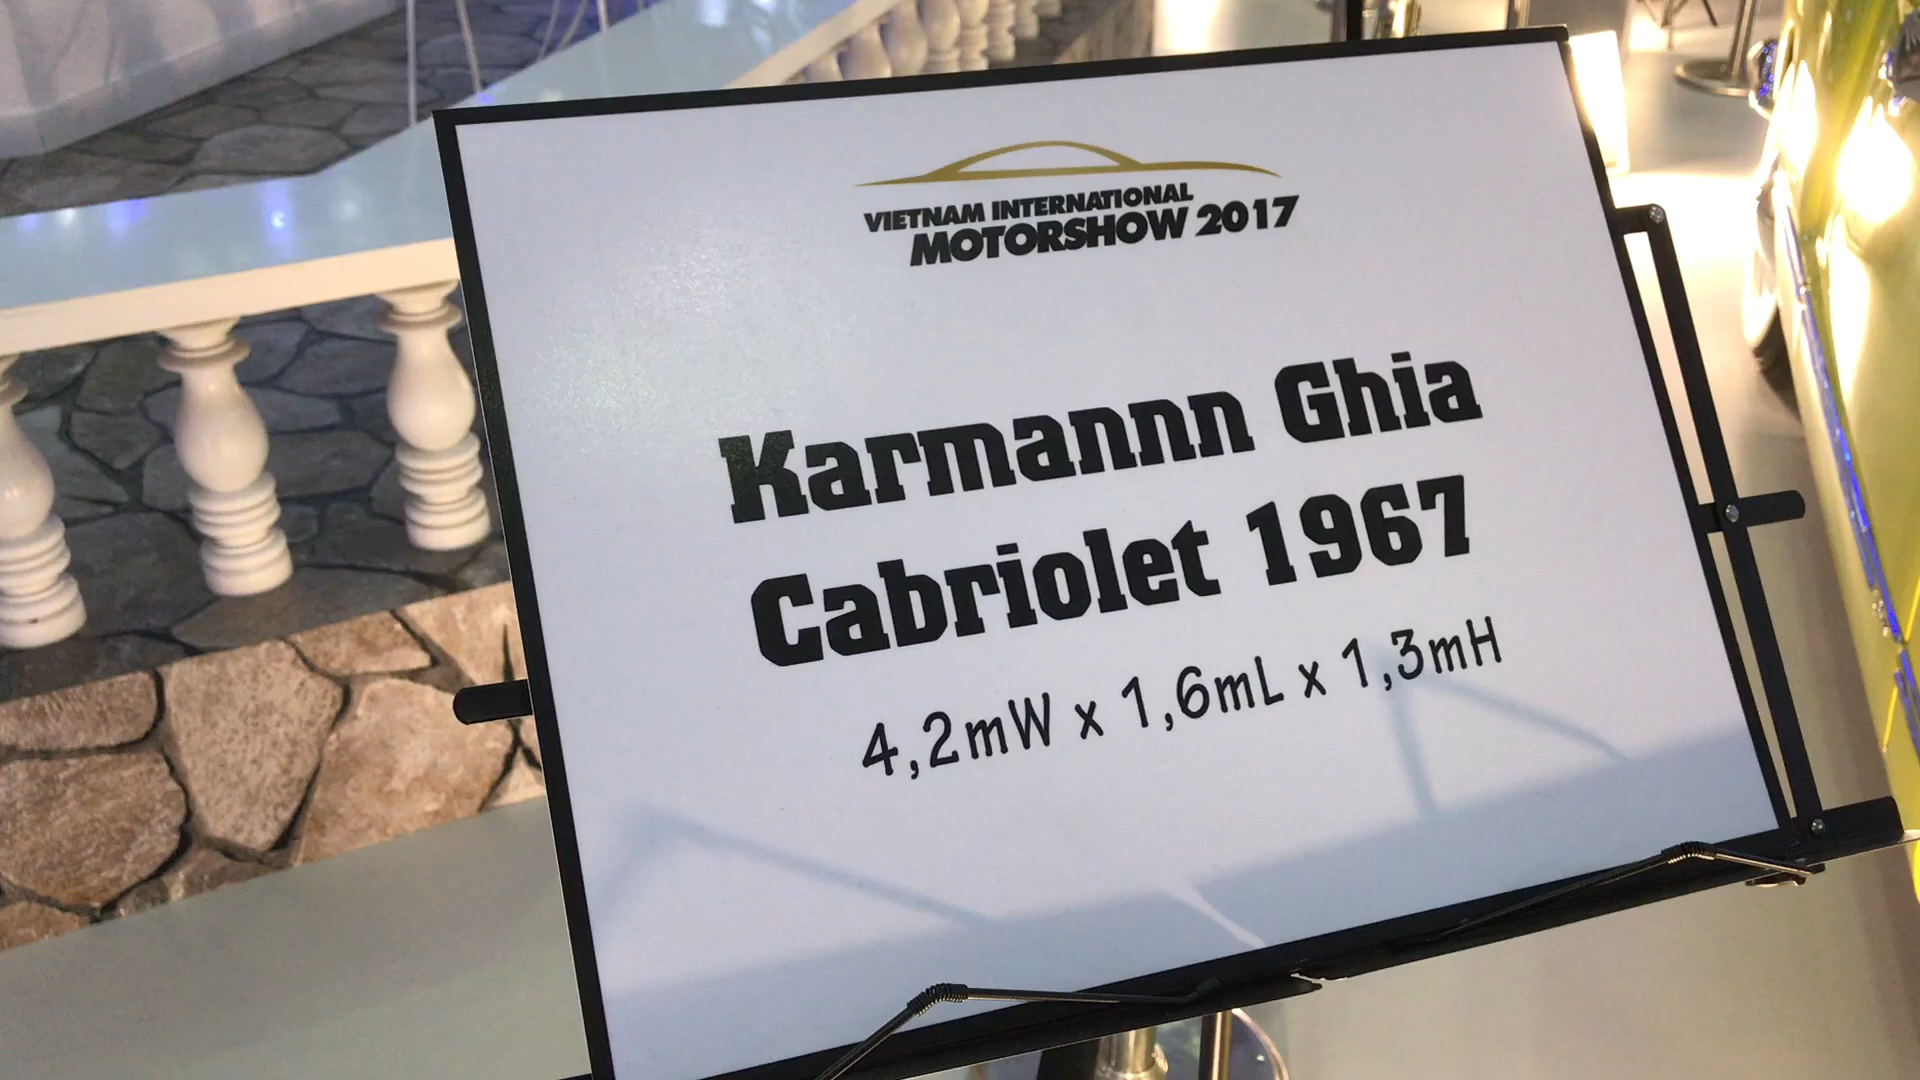 VIETNAM INTERNATIONAL
MOTORSHOW 2017
Karmannn Ghia
Cabriolet 1967
4,2mW x 1,6mL x 1,3mH